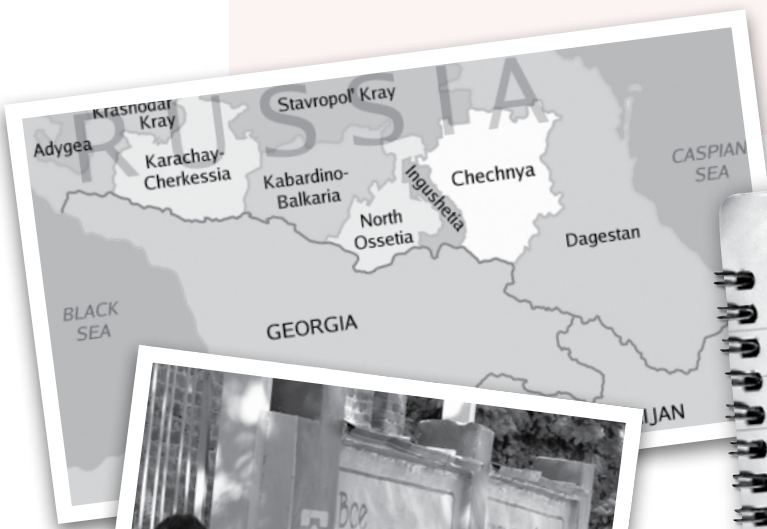 RUSSIA
Krasnodar
Kray
Stavropol' Kray
Adygea
Karachay-
Cherkessia
Kabardino-
Balkaria
North
Ossetia
Ingushetia
Chechnya
Dagestan
CASPIAN
SEA
BLACK
SEA
GEORGIA
IJAN
Все